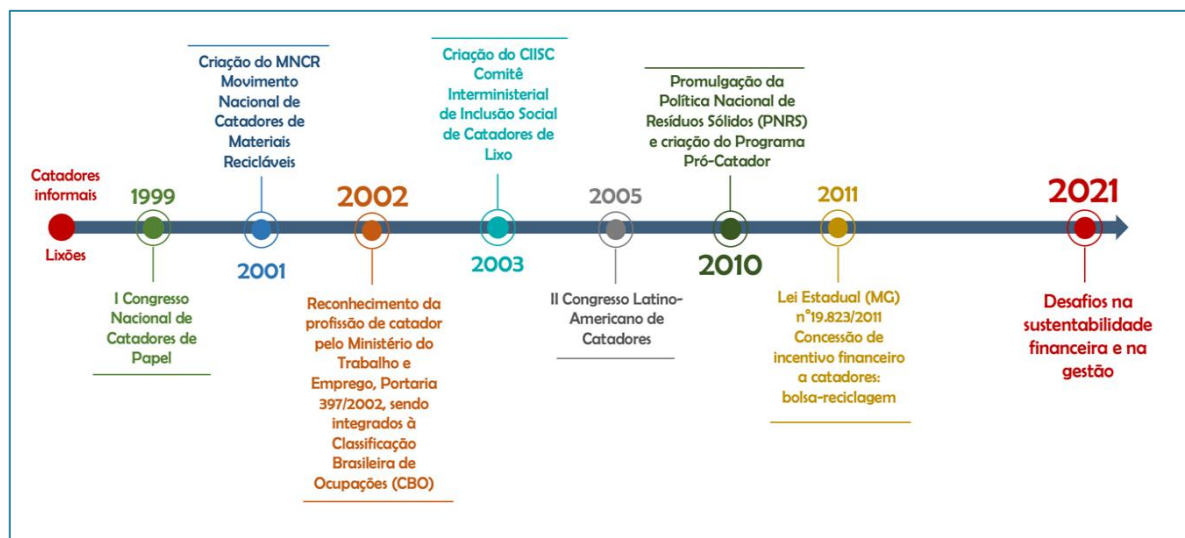 Catadores
informais
Lixões
1999
I Congresso
Nacional de
Catadores de
Papel
Criação do MNCR
Movimento
Nacional de
Catadores de
Materiais
Recicláveis
2001
2002
Reconhecimento da
profissão de catador
pelo Ministério do
Trabalho e
Emprego, Portaria
397/2002, sendo
integrados à
Classificação
Brasileira de
Ocupações (CBO)
Criação do CIISC
Comitê
Interministerial
de Inclusão Social
de Catadores de
Lixo
2003
2005
II Congresso Latino-
Americano de
Catadores
Promulgação da
Política Nacional de
Resíduos Sólidos (PNRS)
e criação do Programa
Pró-Catador
2010
2011
Lei Estadual (MG)
n°19.823/2011
Concessão de
incentivo financeiro
a catadores:
bolsa-reciclagem
2021
Desafios na
sustentabilidade
financeira e na
gestão